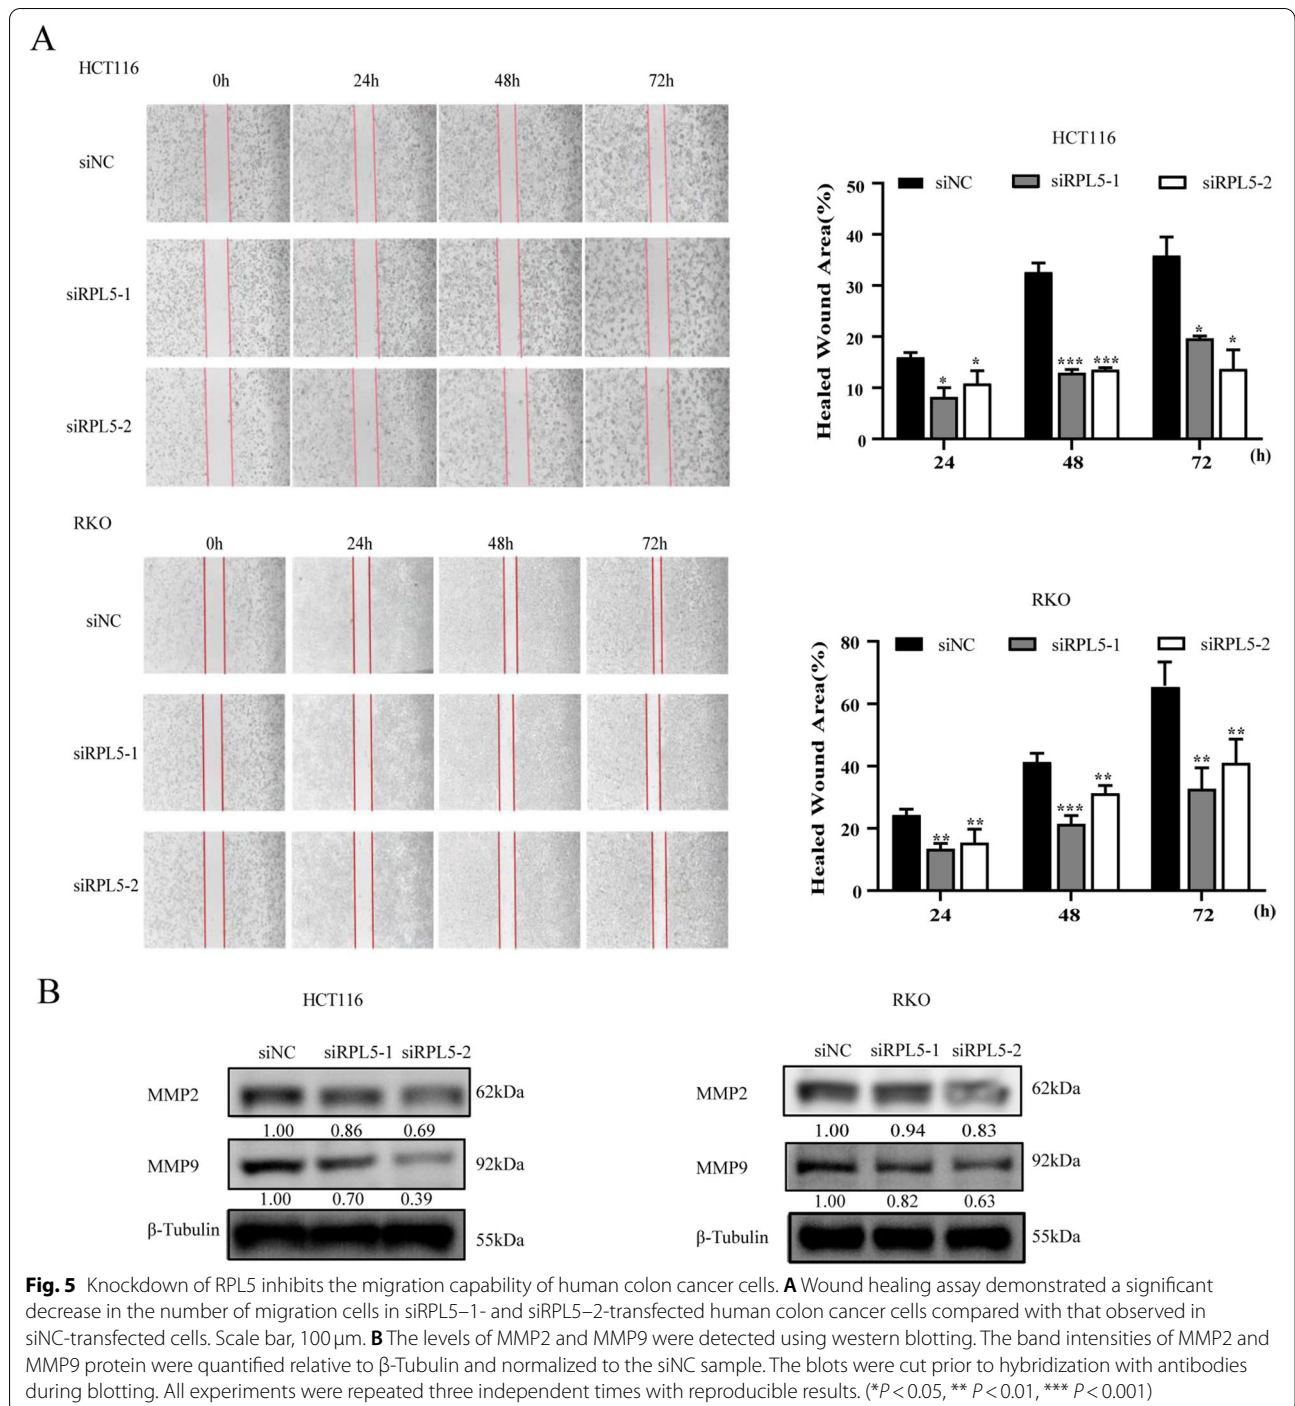 A
HCT116
0h 24h 48h 72h
siNC
siRPL5-1
siRPL5-2
HCT116
siNC siRPL5-1 siRPL5-2
Healed Wound Area(%)
50
40
30
20
10
0
* *
*** ***
* *
24 48 72 (h)
RKO
0h 24h 48h 72h
siNC
siRPL5-1
siRPL5-2
RKO
siNC siRPL5-1 siRPL5-2
Healed Wound Area(%)
80
60
40
20
0
** **
*** **
** **
24 48 72 (h)
B
HCT116
siNC siRPL5-1 siRPL5-2
MMP2 62kDa
1.00 0.86 0.69
MMP9 92kDa
1.00 0.70 0.39
β-Tubulin 55kDa
RKO
siNC siRPL5-1 siRPL5-2
MMP2 62kDa
1.00 0.94 0.83
MMP9 92kDa
1.00 0.82 0.63
β-Tubulin 55kDa
Fig. 5 Knockdown of RPL5 inhibits the migration capability of human colon cancer cells. A Wound healing assay demonstrated a significant
decrease in the number of migration cells in siRPL5–1- and siRPL5–2-transfected human colon cancer cells compared with that observed in
siNC-transfected cells. Scale bar, 100 μm. B The levels of MMP2 and MMP9 were detected using western blotting. The band intensities of MMP2 and
MMP9 protein were quantified relative to β-Tubulin and normalized to the siNC sample. The blots were cut prior to hybridization with antibodies
during blotting. All experiments were repeated three independent times with reproducible results. (*P < 0.05, ** P < 0.01, *** P < 0.001)